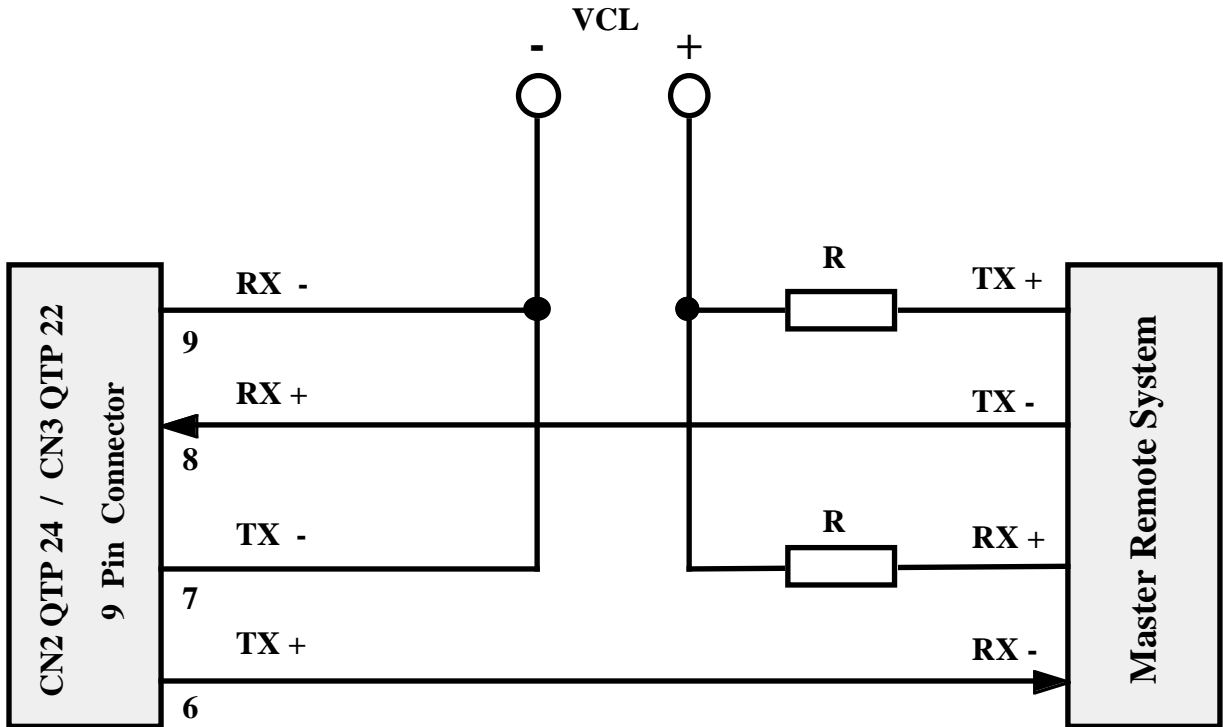 VCL
- +
CN2 QTP 24 / CN3 QTP 22
9 Pin Connector
RX -
9
RX +
8
TX -
7
TX +
6
R
R
TX +
TX -
RX +
RX -
Master Remote System